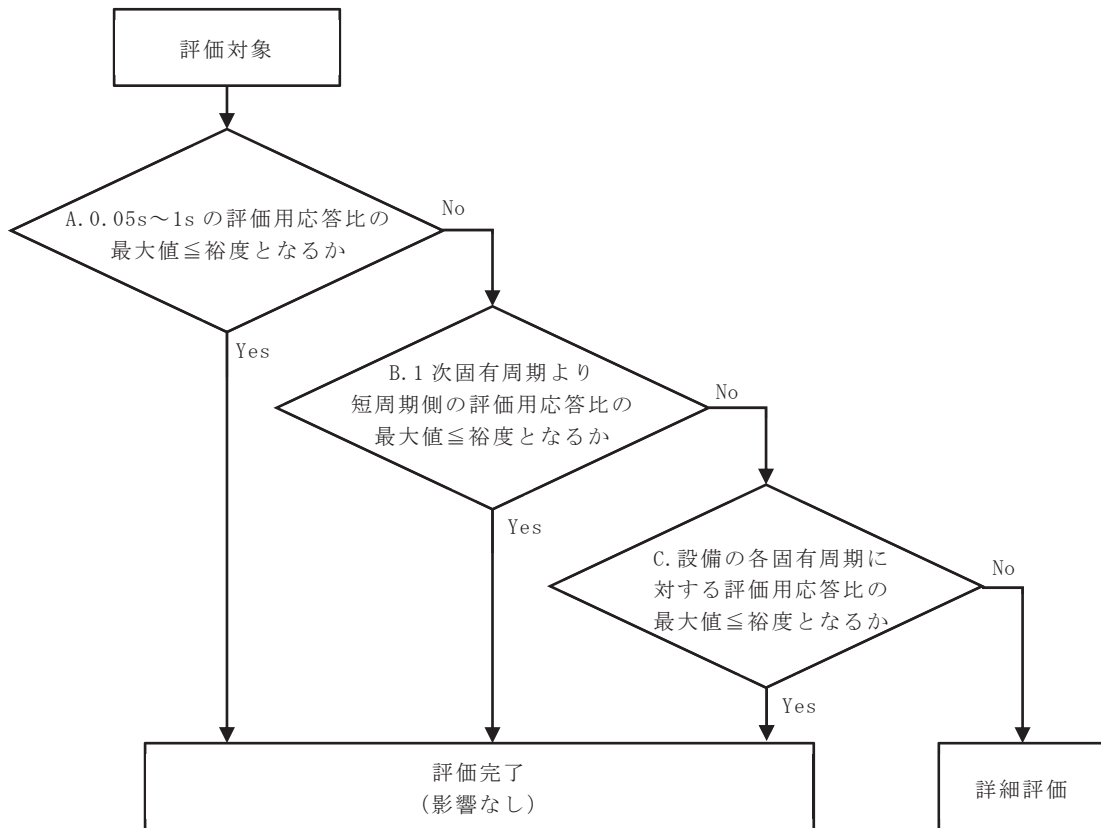 評価対象
A.0.05s～1s の評価用応答比の
最大値≦裕度となるか
No
Yes
B.1 次固有周期より
短周期側の評価用応答比の
最大値≦裕度となるか
No
Yes
C.設備の各固有周期に
対する評価用応答比の
最大値≦裕度となるか
No
Yes
評価完了
(影響なし)
詳細評価